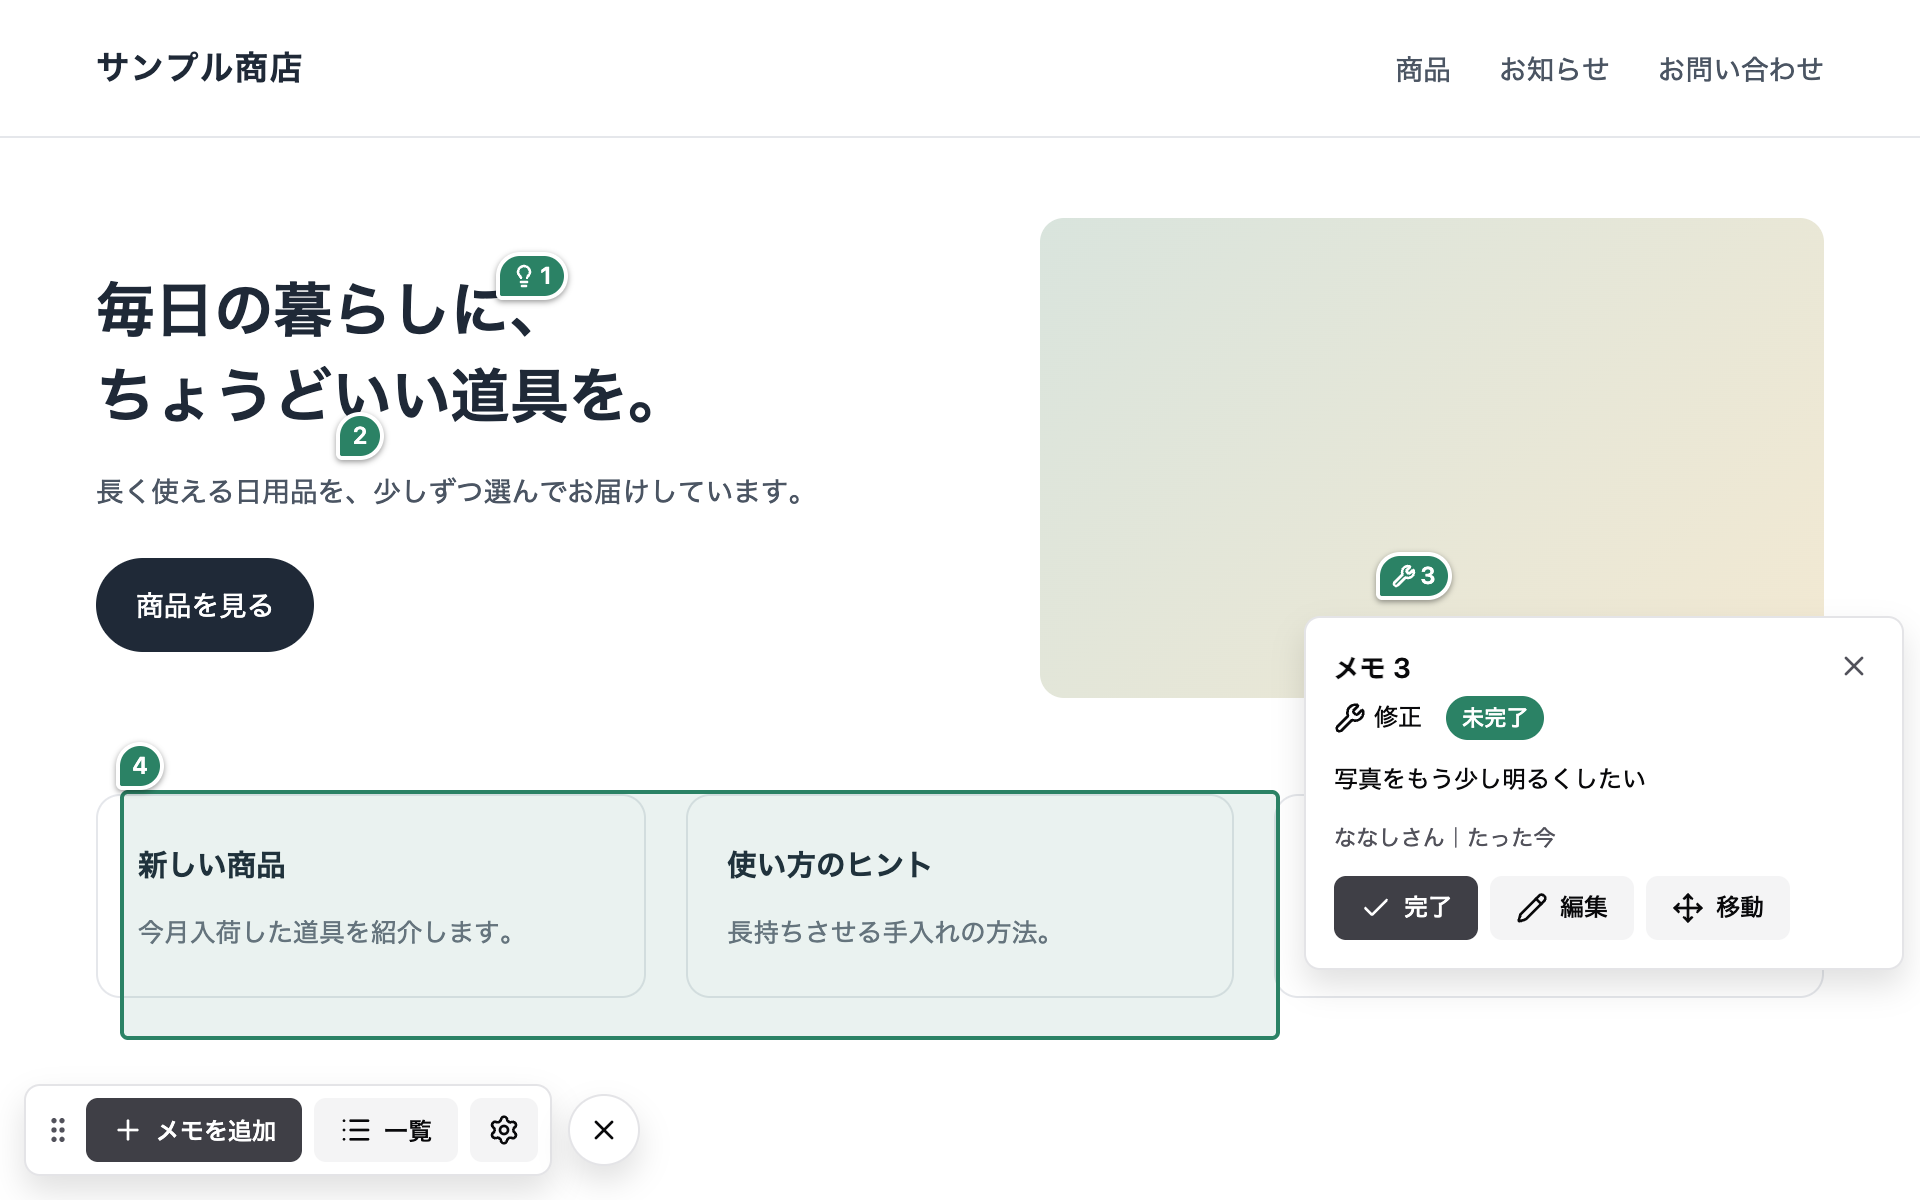 サンプル商店
商品 お知らせ お問い合わせ
1
毎日の暮らしに、
ちょうどいい道具を。
2
長く使える日用品を、少しずつ選んでお届けしています。
商品を見る
3
メモ 3
修正 未完了
写真をもう少し明るくしたい
ななしさん｜たった今
完了 編集 移動
4
新しい商品
今月入荷した道具を紹介します。
使い方のヒント
長持ちさせる手入れの方法。
メモを追加 一覧